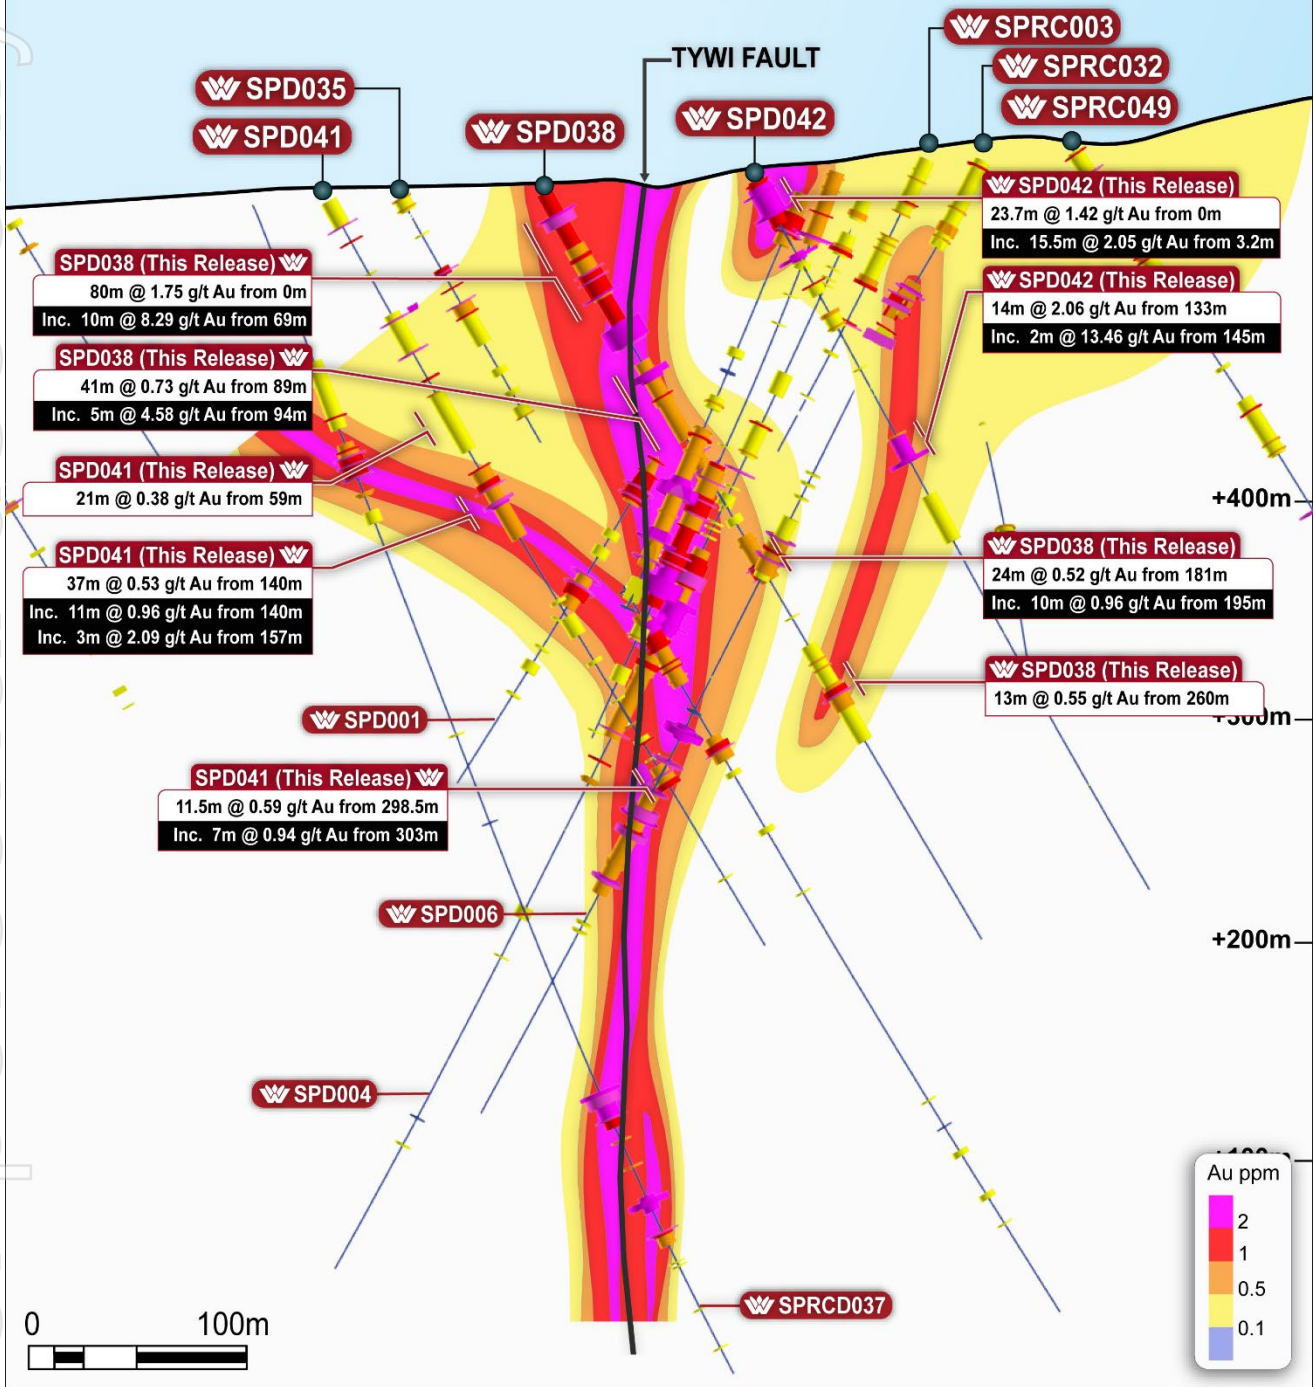 SPRC003
SPRC032
SPRC049
TYWI FAULT
SPD035
SPD041
SPD038
SPD042
SPD042 (This Release)
23.7m @ 1.42 g/t Au from 0m
Inc. 15.5m @ 2.05 g/t Au from 3.2m
SPD038 (This Release)
80m @ 1.75 g/t Au from 0m
Inc. 10m @ 8.29 g/t Au from 69m
SPD042 (This Release)
14m @ 2.06 g/t Au from 133m
Inc. 2m @ 13.46 g/t Au from 145m
SPD038 (This Release)
41m @ 0.73 g/t Au from 89m
Inc. 5m @ 4.58 g/t Au from 94m
SPD041 (This Release)
21m @ 0.38 g/t Au from 59m
+400m
SPD041 (This Release)
37m @ 0.53 g/t Au from 140m
Inc. 11m @ 0.96 g/t Au from 140m
Inc. 3m @ 2.09 g/t Au from 157m
SPD038 (This Release)
24m @ 0.52 g/t Au from 181m
Inc. 10m @ 0.96 g/t Au from 195m
SPD038 (This Release)
13m @ 0.55 g/t Au from 260m
+300m
SPD001
SPD041 (This Release)
11.5m @ 0.59 g/t Au from 298.5m
Inc. 7m @ 0.94 g/t Au from 303m
SPD006
+200m
SPD004
+100m
Au ppm
2
1
0.5
0.1
SPRCD037
0 100m